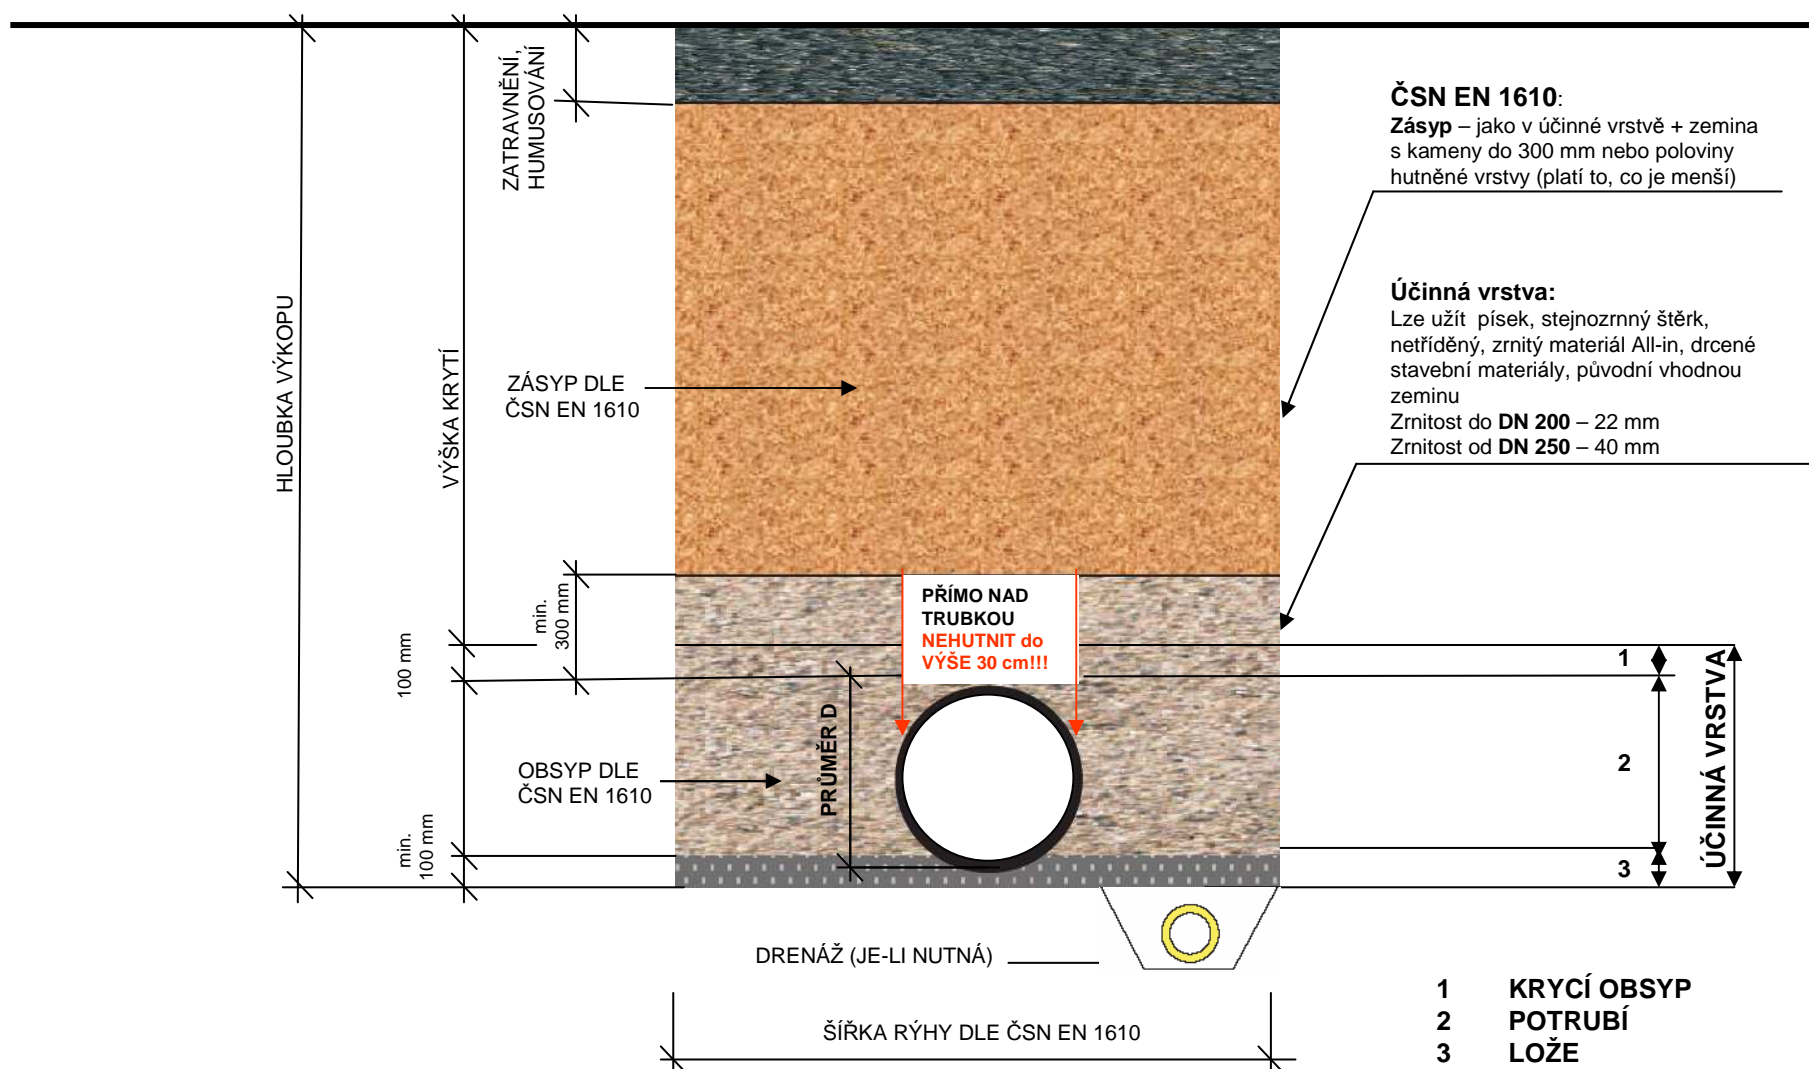 ZATRAVNĚNÍ,
HUMUSOVÁNÍ
ČSN EN 1610:
Zásyp – jako v účinné vrstvě + zemina
s kameny do 300 mm nebo poloviny
hutněné vrstvy (platí to, co je menší)
Účinná vrstva:
Lze užít písek, stejnozrnný štěrk,
netříděný, zrnitý materiál All-in, drcené
stavební materiály, původní vhodnou
zeminu
Zrnitost do DN 200 – 22 mm
Zrnitost od DN 250 – 40 mm
HLOUBKA VÝKOPU
VÝŠKA KRYTÍ
ZÁSYP DLE
ČSN EN 1610
min.
300 mm
100 mm
PŘÍMO NAD
TRUBKOU
NEHUTNIT do
VÝŠE 30 cm!!!
PRŮMĚR D
OBSYP DLE
ČSN EN 1610
min.
100 mm
1
2
3
ÚČINNÁ VRSTVA
DRENÁŽ (JE-LI NUTNÁ)
ŠÍŘKA RÝHY DLE ČSN EN 1610
1 KRYCÍ OBSYP
2 POTRUBÍ
3 LOŽE